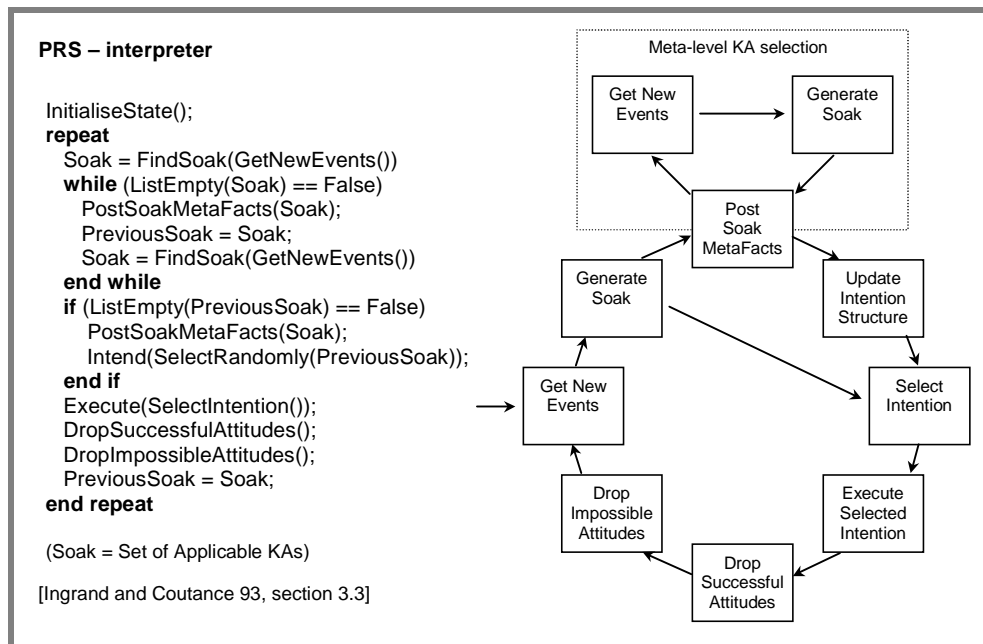 PRS – interpreter
InitialiseState();
repeat
Soak = FindSoak(GetNewEvents())
while (ListEmpty(Soak) == False)
PostSoakMetaFacts(Soak);
PreviousSoak = Soak;
Soak = FindSoak(GetNewEvents())
end while
if (ListEmpty(PreviousSoak) == False)
PostSoakMetaFacts(Soak);
Intend(SelectRandomly(PreviousSoak));
end if
Execute(SelectIntention());
DropSuccessfulAttitudes();
DropImpossibleAttitudes();
PreviousSoak = Soak;
end repeat
(Soak = Set of Applicable KAs)
[Ingrand and Coutance 93, section 3.3]
Meta-level KA selection
Get New
Events
Generate
Soak
Post
Soak
MetaFacts
Generate
Soak
Update
Intention
Structure
Get New
Events
Select
Intention
Drop
Impossible
Attitudes
Execute
Selected
Intention
Drop
Successful
Attitudes